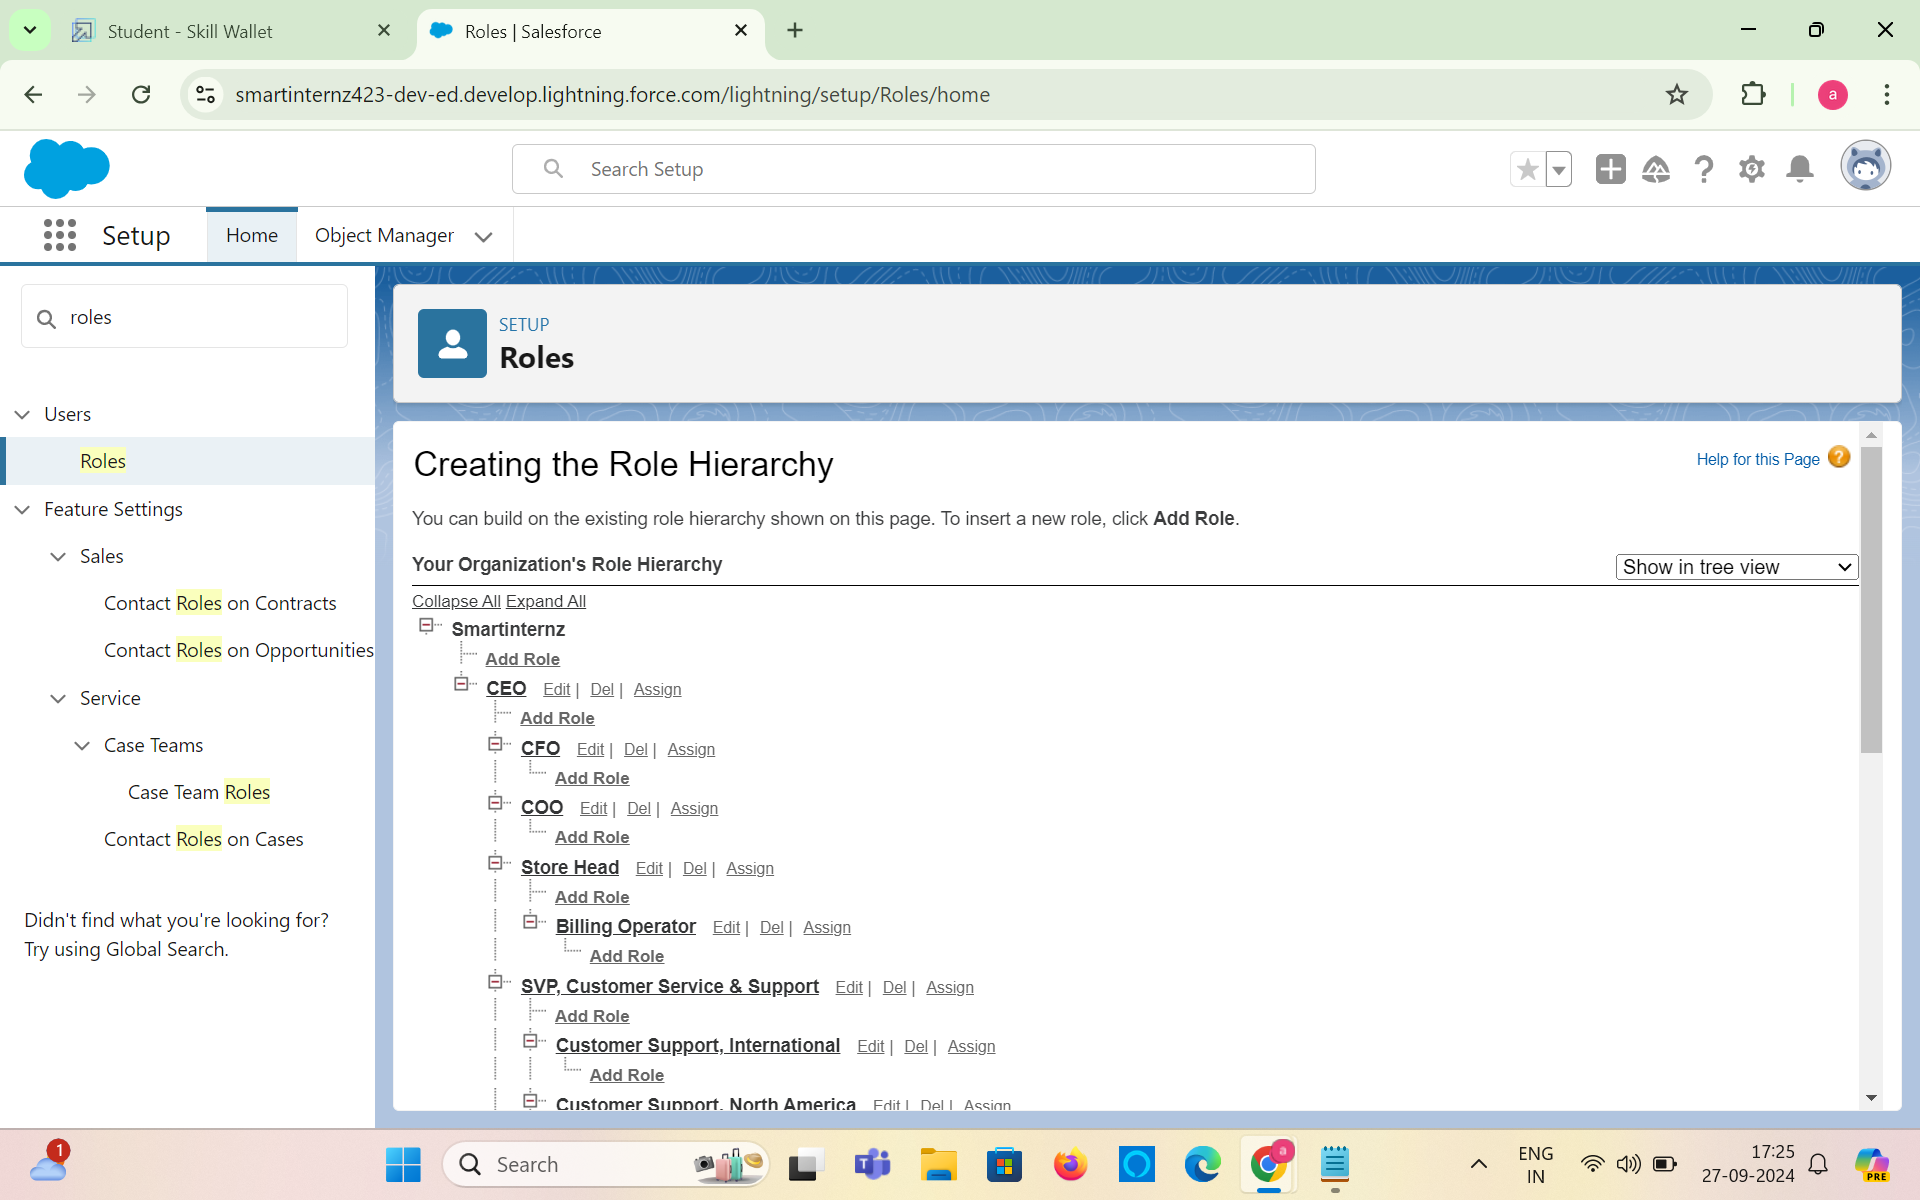 Student - Skill Wallet
Roles | Salesforce
smartinternz423-dev-ed.develop.lightning.force.com/lightning/setup/Roles/home
a
Search Setup
Setup
Home
Object Manager
roles
Users
Roles
Feature Settings
Sales
Contact Roles on Contracts
Contact Roles on Opportunities
Service
Case Teams
Case Team Roles
Contact Roles on Cases
Didn't find what you're looking for?
Try using Global Search.
SETUP
Roles
Creating the Role Hierarchy
Help for this Page ?
You can build on the existing role hierarchy shown on this page. To insert a new role, click Add Role.
Your Organization's Role Hierarchy
Show in tree view
Collapse All Expand All
Smartinternz
Add Role
CEO Edit | Del | Assign
Add Role
CFO Edit | Del | Assign
Add Role
COO Edit | Del | Assign
Add Role
Store Head Edit | Del | Assign
Add Role
Billing Operator Edit | Del | Assign
Add Role
SVP, Customer Service & Support Edit | Del | Assign
Add Role
Customer Support, International Edit | Del | Assign
Add Role
Customer Support, North America Edit | Del | Assign
1
Search
T
a
ENG
IN
17:25
27-09-2024
PRE